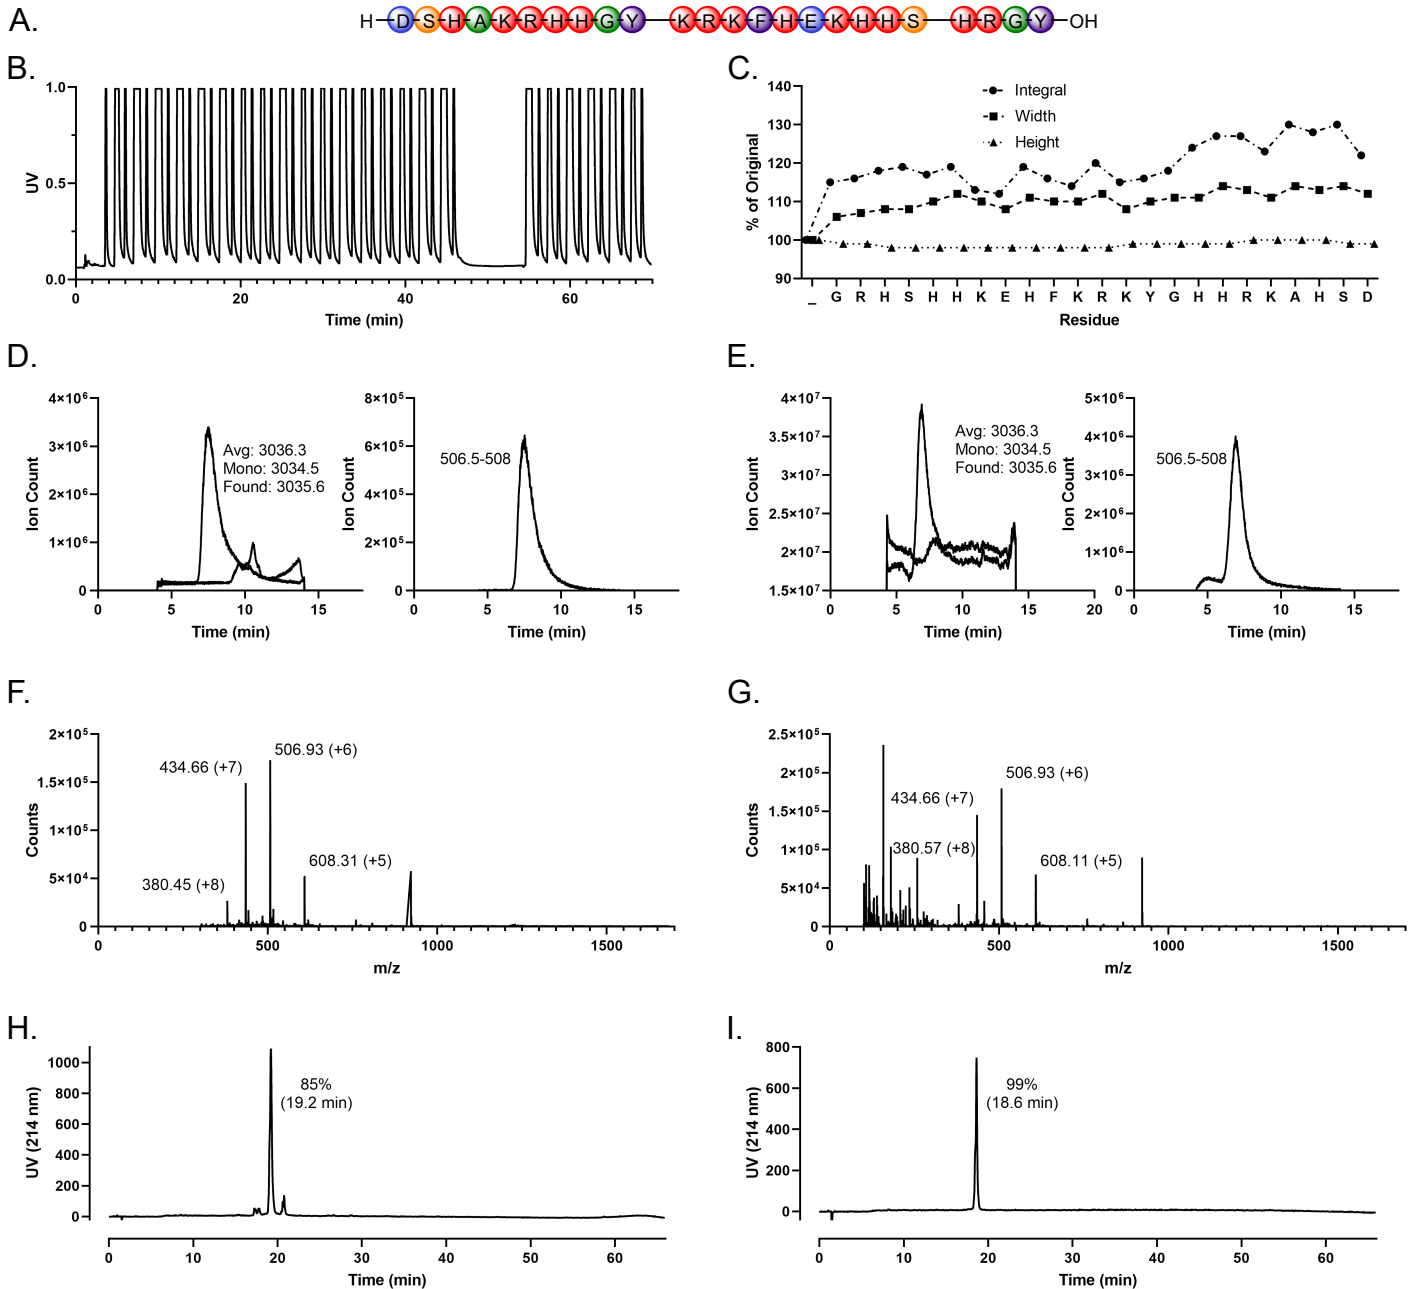 A.
H D S H A K R H H G Y K R K F H E K H H S H R G Y OH
B.
1.0
0.5
0.0
UV
0 20 40 60
Time (min)
C.
140
130
120
110
100
90
% of Original
Integral
Width
Height
_ G R H S H H K E H F K R K Y G H H R K A H S D
Residue
D.
4×10⁶
3×10⁶
2×10⁶
1×10⁶
0
Ion Count
Avg: 3036.3
Mono: 3034.5
Found: 3035.6
0 5 10 15
Time (min)
8×10⁵
6×10⁵
4×10⁵
2×10⁵
0
Ion Count
506.5-508
0 5 10 15
Time (min)
E.
4×10⁷
3.5×10⁷
3×10⁷
2.5×10⁷
2×10⁷
1.5×10⁷
Ion Count
Avg: 3036.3
Mono: 3034.5
Found: 3035.6
0 5 10 15 20
Time (min)
5×10⁶
4×10⁶
3×10⁶
2×10⁶
1×10⁶
0
Ion Count
506.5-508
0 5 10 15
Time (min)
F.
2×10⁵
1.5×10⁵
1×10⁵
5×10⁴
0
Counts
506.93 (+6)
434.66 (+7)
608.31 (+5)
380.45 (+8)
0 500 1000 1500
m/z
G.
2.5×10⁵
2×10⁵
1.5×10⁵
1×10⁵
5×10⁴
0
Counts
506.93 (+6)
434.66 (+7)
380.57 (+8)
608.11 (+5)
0 500 1000 1500
m/z
H.
1000
800
600
400
200
0
UV (214 nm)
85%
(19.2 min)
0 10 20 30 40 50 60
Time (min)
I.
800
600
400
200
0
UV (214 nm)
99%
(18.6 min)
0 10 20 30 40 50 60
Time (min)